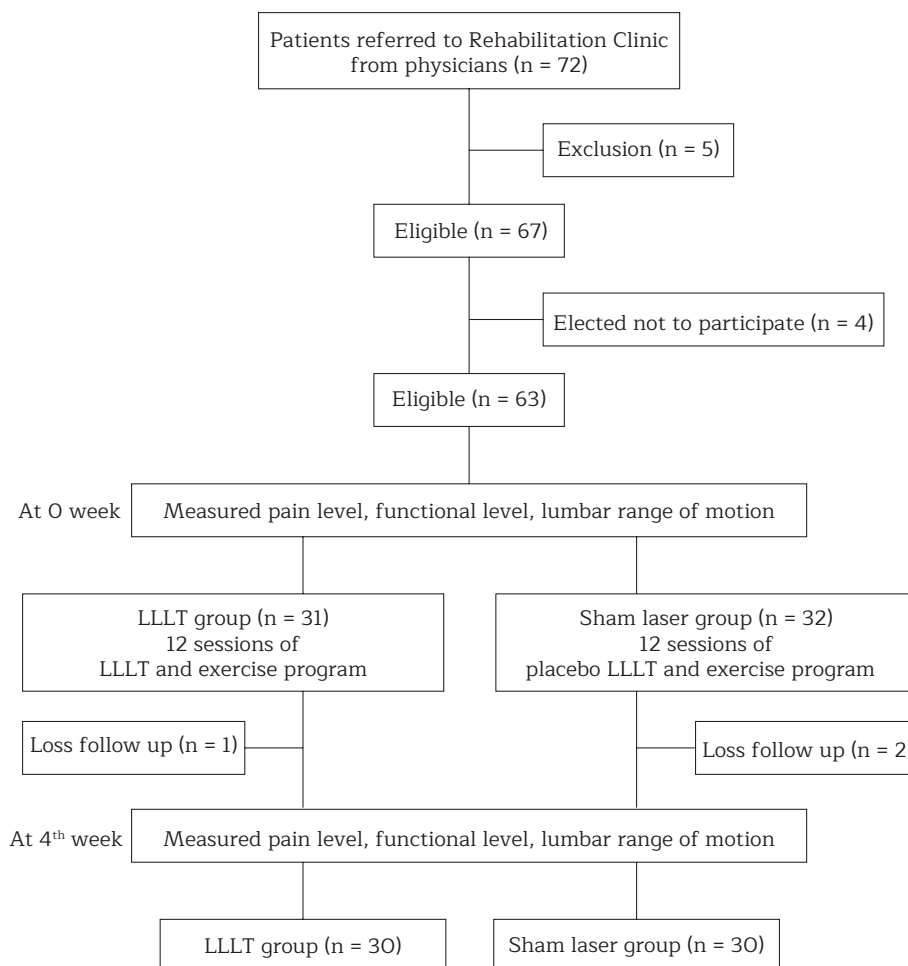 Patients referred to Rehabilitation Clinic
from physicians (n = 72)
Exclusion (n = 5)
Eligible (n = 67)
Elected not to participate (n = 4)
Eligible (n = 63)
At 0 week
Measured pain level, functional level, lumbar range of motion
LLLT group (n = 31)
12 sessions of
LLLT and exercise program
Sham laser group (n = 32)
12 sessions of
placebo LLLT and exercise program
Loss follow up (n = 1)
Loss follow up (n = 2)
At 4th week
Measured pain level, functional level, lumbar range of motion
LLLT group (n = 30)
Sham laser group (n = 30)